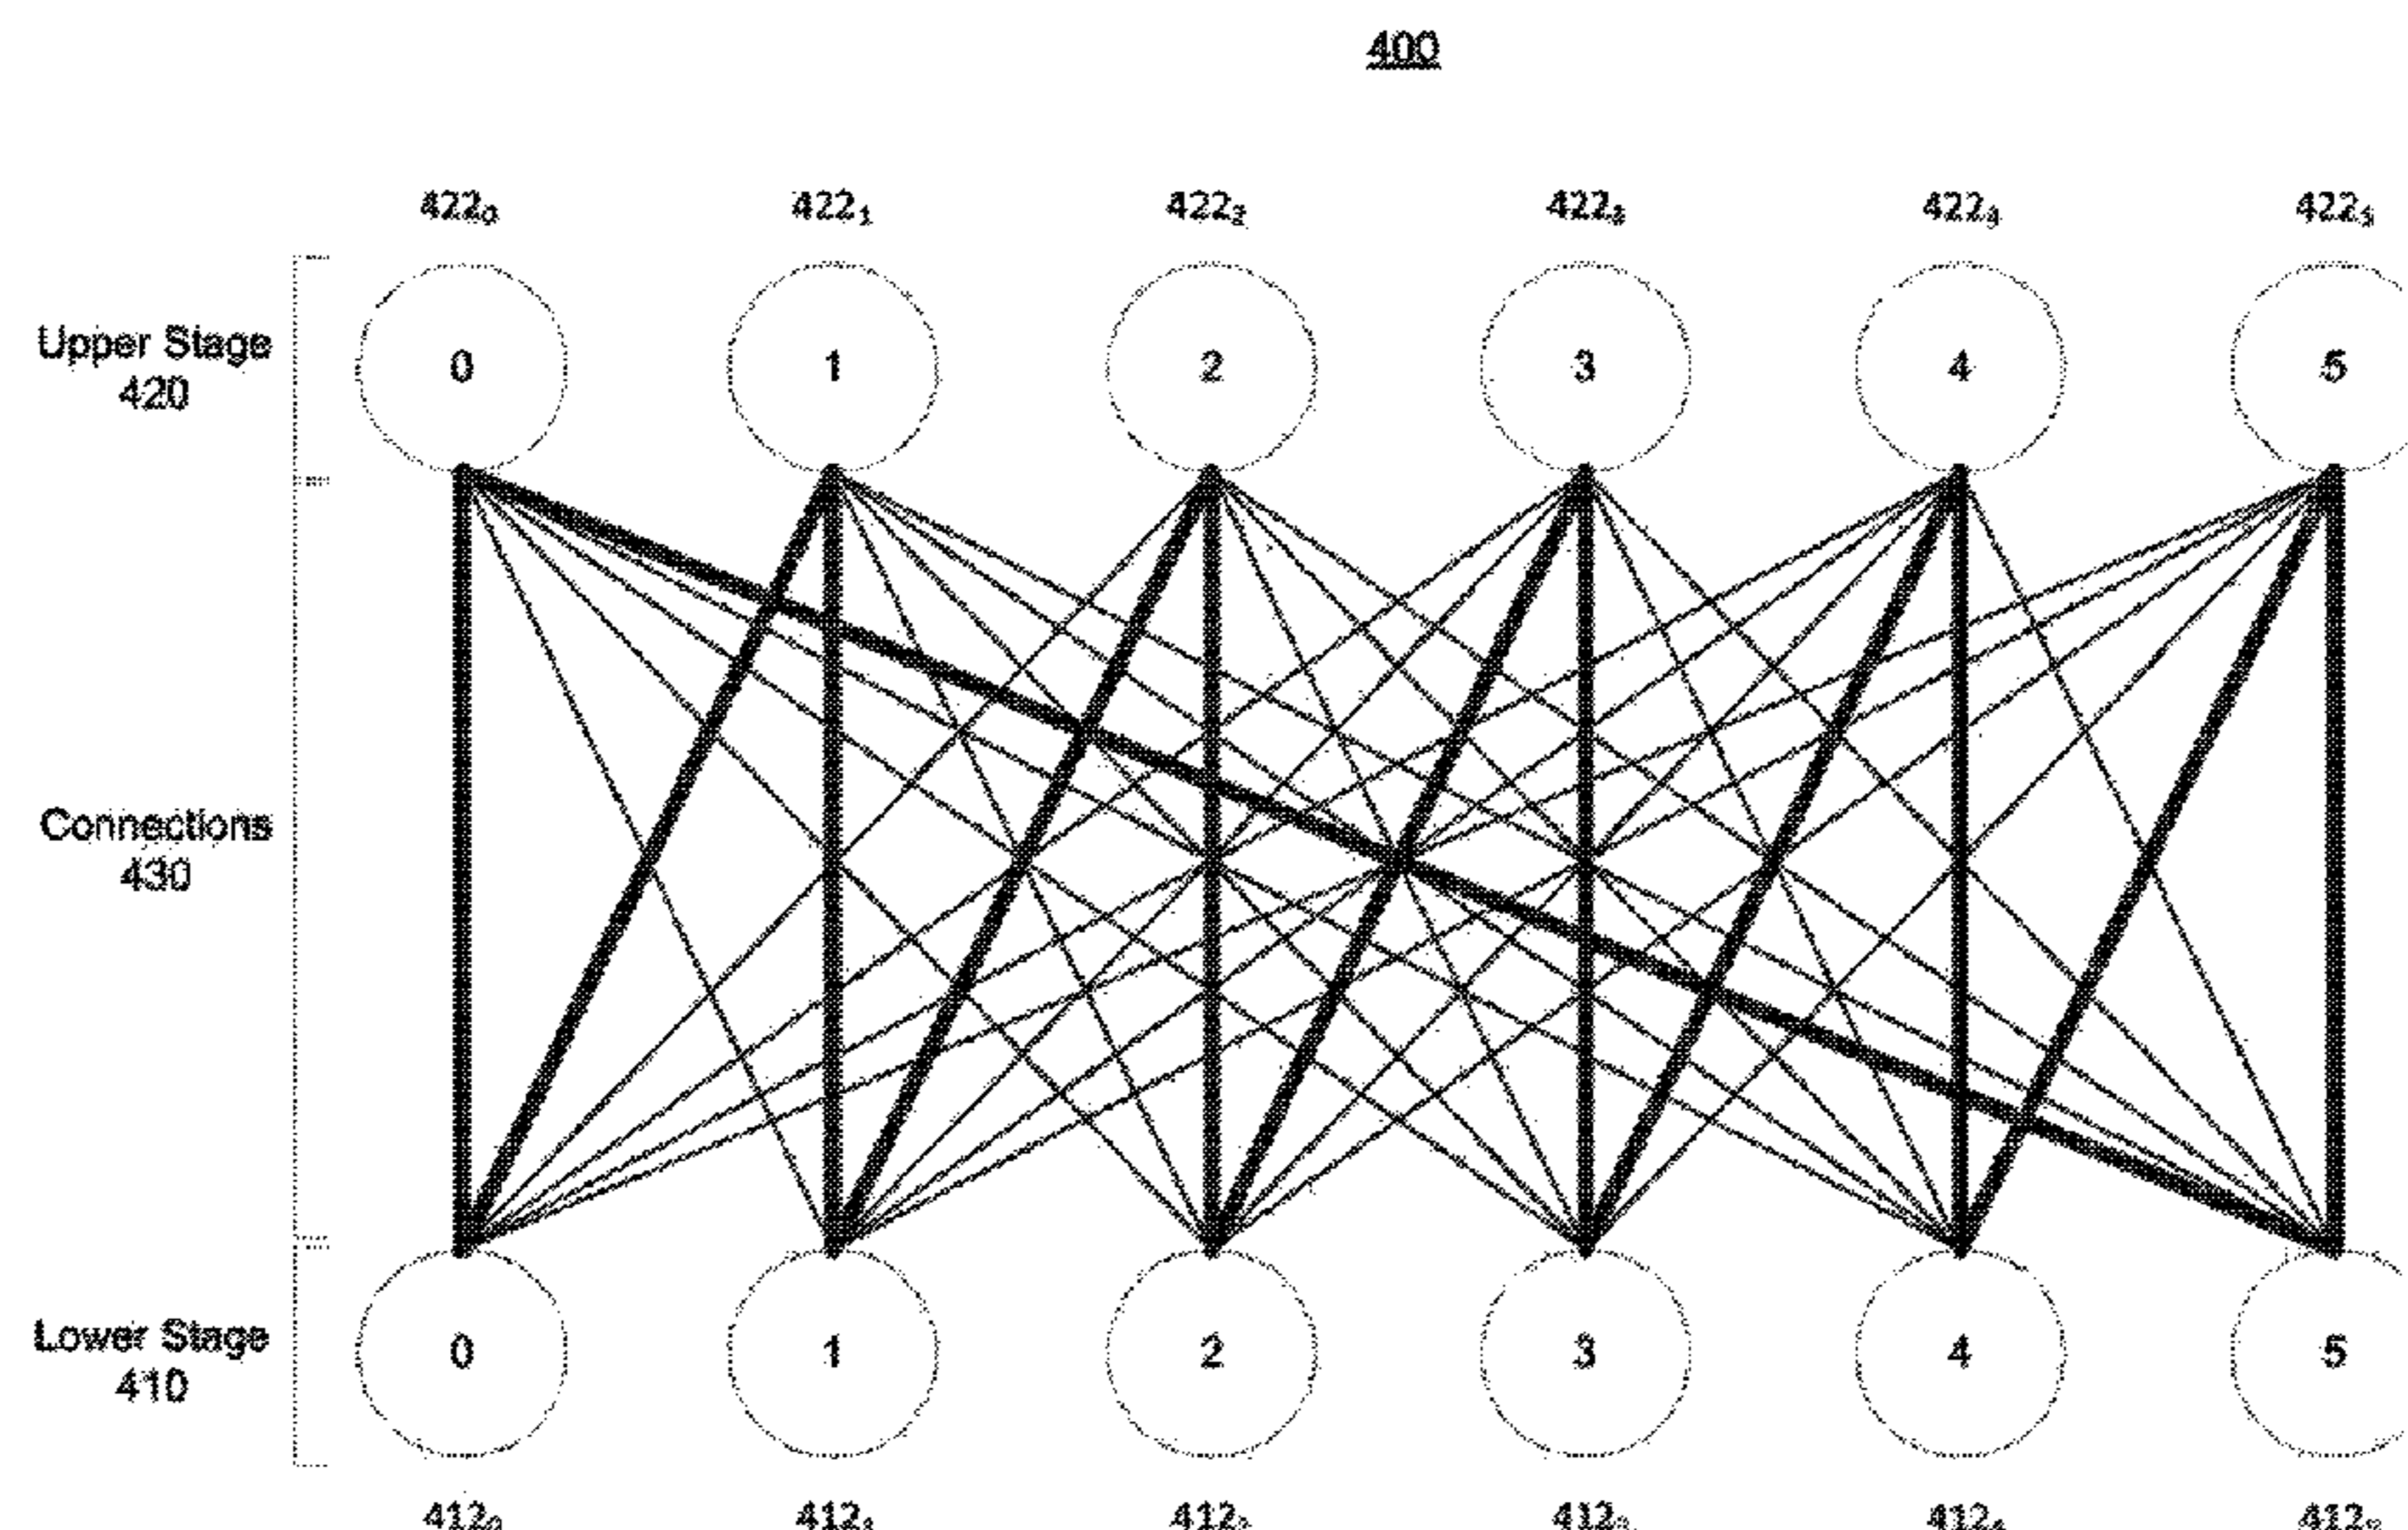 400
422₀ 422₁ 422₂ 422₃ 422₄ 422₅
Upper Stage
420
0 1 2 3 4 5
Connections
430
Lower Stage
410
0 1 2 3 4 5
412₀ 412₁ 412₂ 412₃ 412₄ 412₅